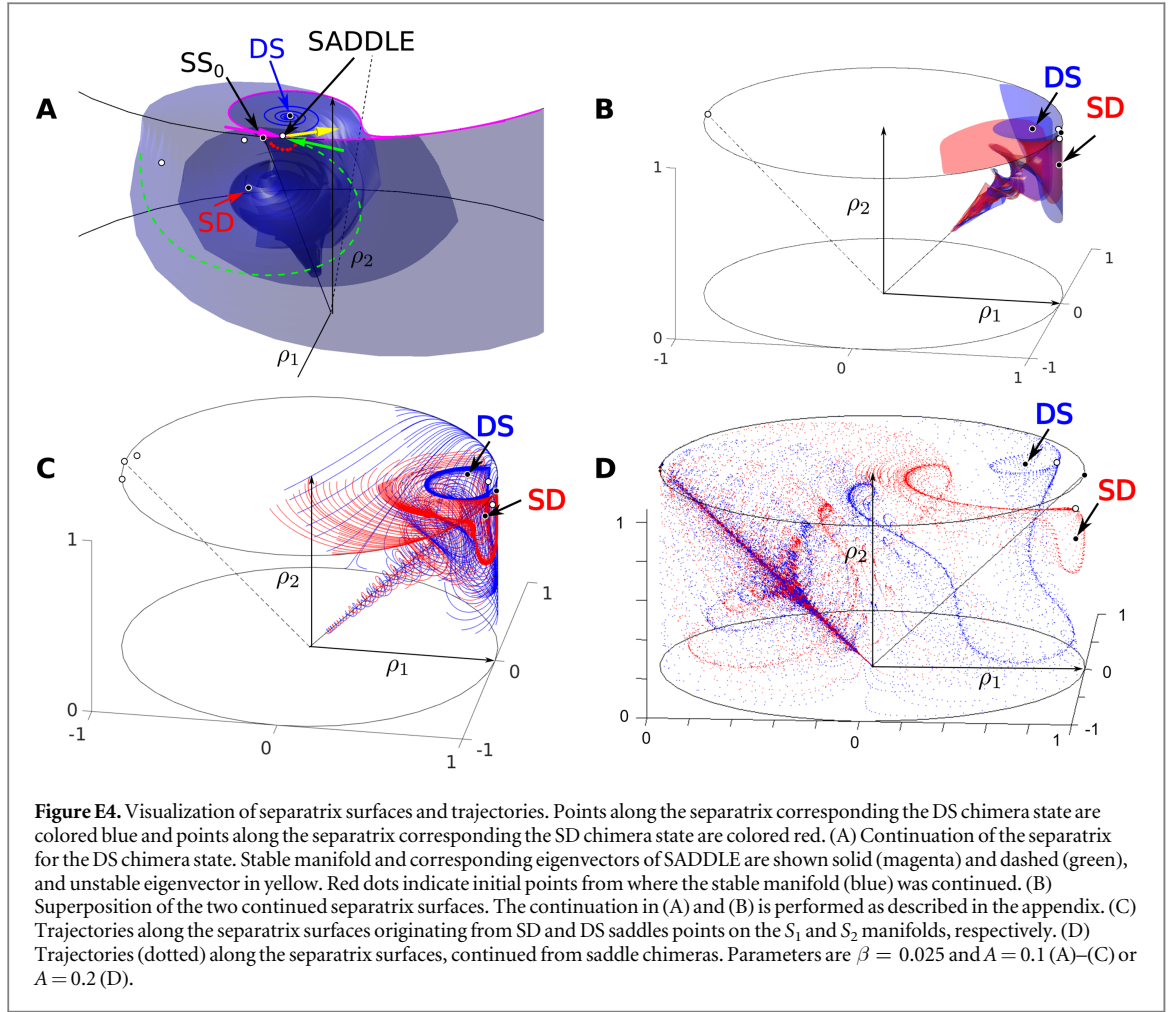 A
SS0
DS
SADDLE
SD
ρ2
ρ1
B
DS
SD
1
ρ2
ρ1
1
0
0
-1
0
1
-1
C
DS
SD
1
ρ2
ρ1
1
0
0
-1
0
1
-1
D
DS
SD
1
ρ2
ρ1
1
0
-1
0
0
0
1
Figure E4. Visualization of separatrix surfaces and trajectories. Points along the separatrix corresponding the DS chimera state are
colored blue and points along the separatrix corresponding the SD chimera state are colored red. (A) Continuation of the separatrix
for the DS chimera state. Stable manifold and corresponding eigenvectors of SADDLE are shown solid (magenta) and dashed (green),
and unstable eigenvector in yellow. Red dots indicate initial points from where the stable manifold (blue) was continued. (B)
Superposition of the two continued separatrix surfaces. The continuation in (A) and (B) is performed as described in the appendix. (C)
Trajectories along the separatrix surfaces originating from SD and DS saddles points on the S1 and S2 manifolds, respectively. (D)
Trajectories (dotted) along the separatrix surfaces, continued from saddle chimeras. Parameters are β = 0.025 and A = 0.1 (A)–(C) or
A = 0.2 (D).